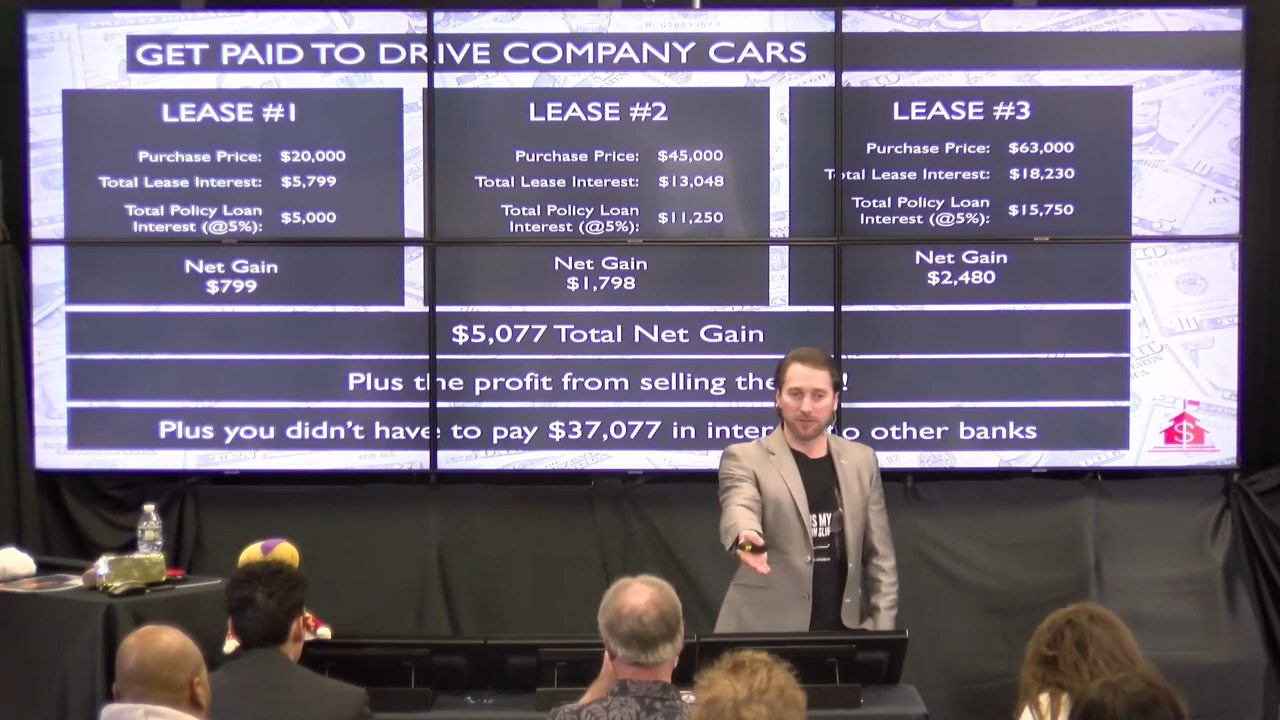 GET PAID TO DRIVE COMPANY CARS
LEASE #1
Purchase Price: $20,000
Total Lease Interest: $5,799
Total Policy Loan
Interest (@5%): $5,000
Net Gain
$799
LEASE #2
Purchase Price: $45,000
Total Lease Interest: $13,048
Total Policy Loan
Interest (@5%): $11,250
Net Gain
$1,798
LEASE #3
Purchase Price: $63,000
Total Lease Interest: $18,230
Total Policy Loan
Interest (@5%): $15,750
Net Gain
$2,480
$5,077 Total Net Gain
Plus the profit from selling the !
Plus you didn't have to pay $37,077 in inter o other banks
$
S MY